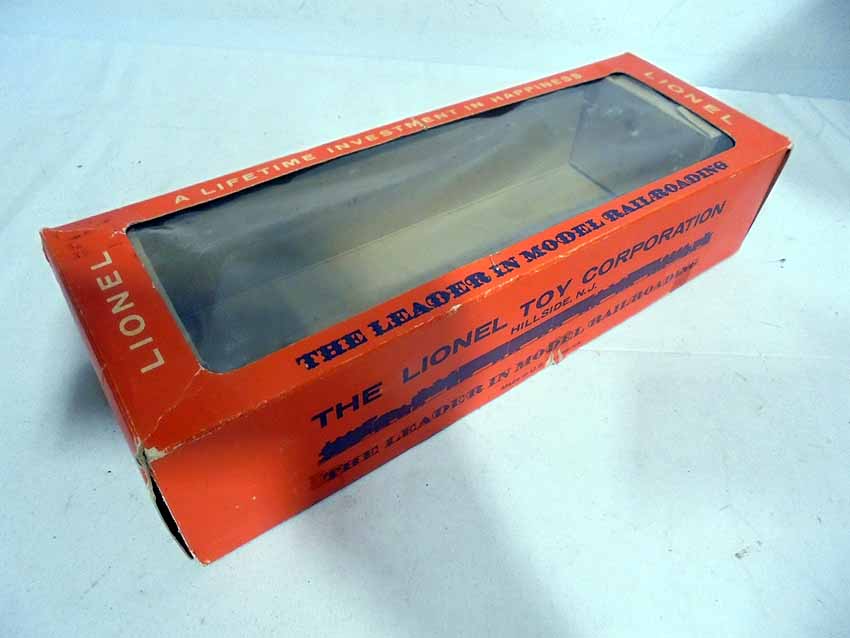 A LIFETIME INVESTMENT IN HAPPINESS
LIONEL
LIONEL
THE LEADER IN MODEL RAILROADING
THE LIONEL TOY CORPORATION
HILLSIDE, N.J.
THE LEADER IN MODEL RAILROADING